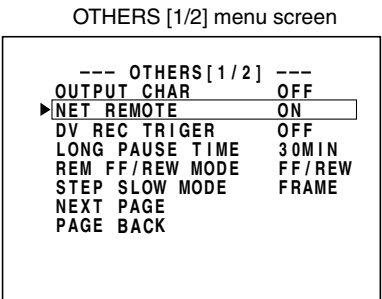 OTHERS [1/2] menu screen
--- OTHERS[1/2] ---
OUTPUT CHAR OFF
▶NET REMOTE ON
DV REC TRIGER OFF
LONG PAUSE TIME 30MIN
REM FF/REW MODE FF/REW
STEP SLOW MODE FRAME
NEXT PAGE
PAGE BACK